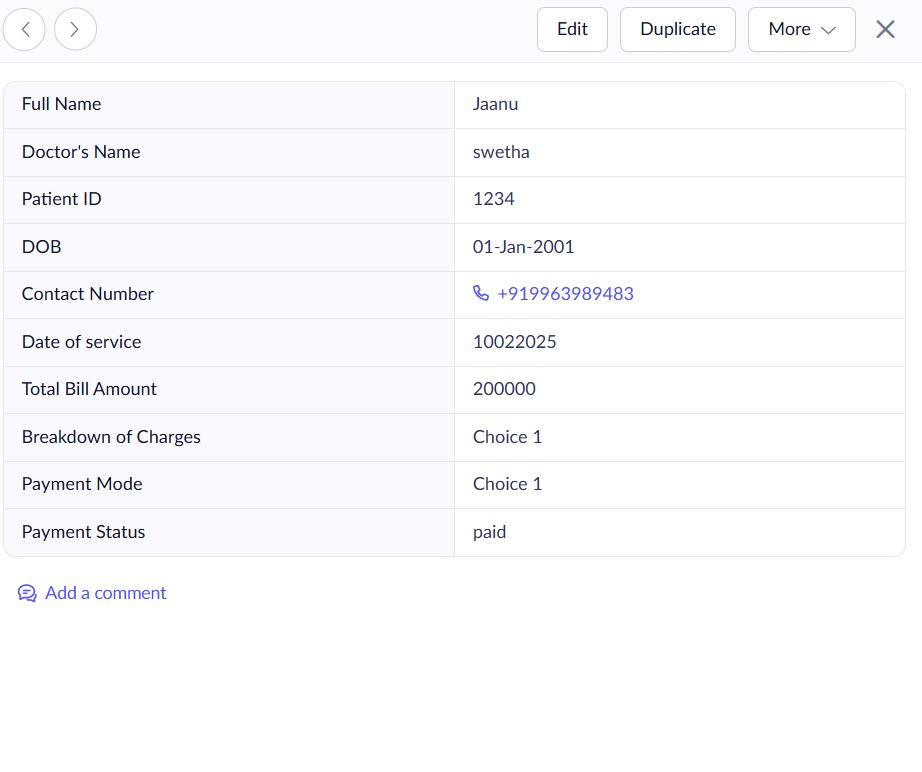 Edit Duplicate More
Full Name Jaanu
Doctor's Name swetha
Patient ID 1234
DOB 01-Jan-2001
Contact Number +919963989483
Date of service 10022025
Total Bill Amount 200000
Breakdown of Charges Choice 1
Payment Mode Choice 1
Payment Status paid
Add a comment